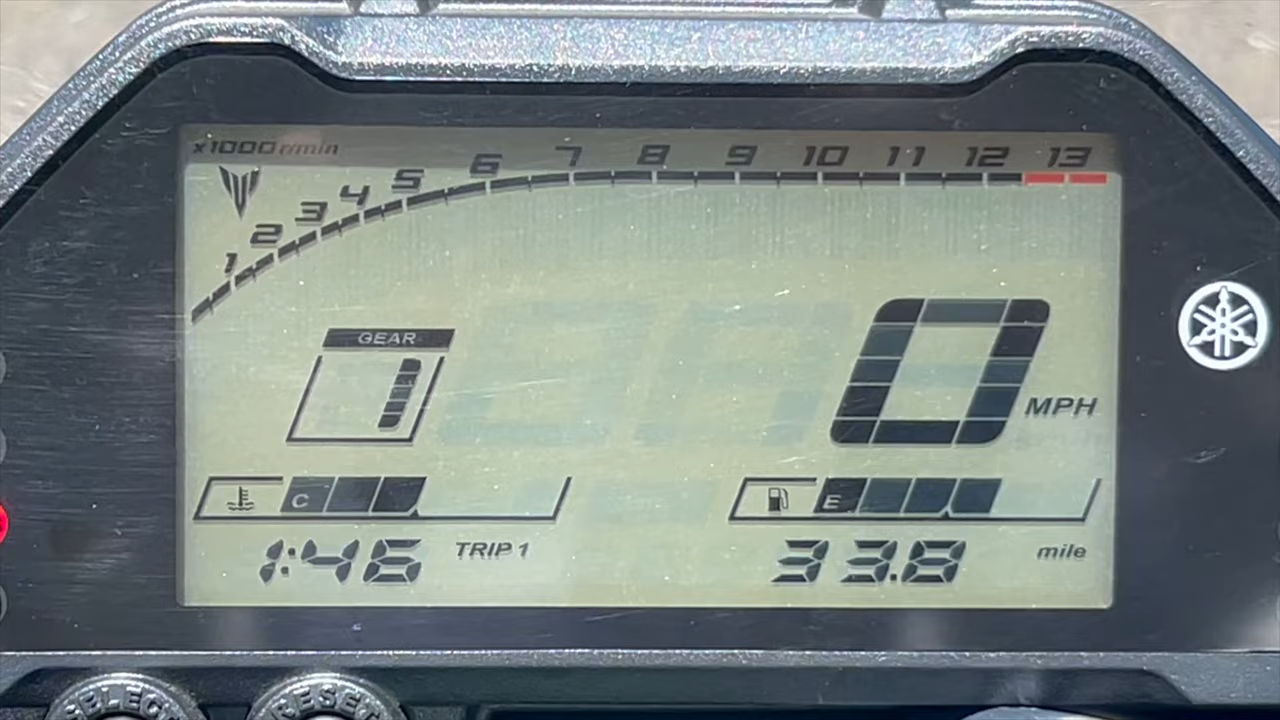 x1000 r/min
1 2 3 4 5 6 7 8 9 10 11 12 13
GEAR
1
0 MPH
C
E
1:46 TRIP 1 33.8 mile
SELECT RESET